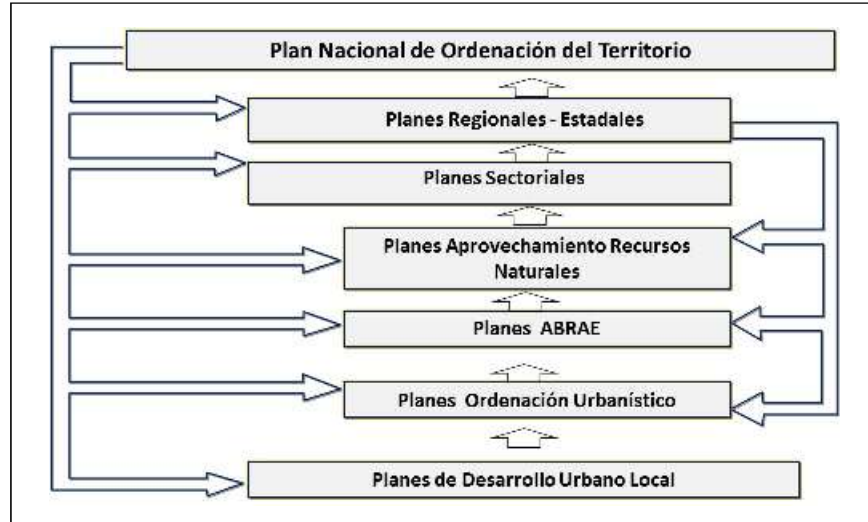 Plan Nacional de Ordenación del Territorio
Planes Regionales - Estadales
Planes Sectoriales
Planes Aprovechamiento Recursos
Naturales
Planes ABRAE
Planes Ordenación Urbanístico
Planes de Desarrollo Urbano Local